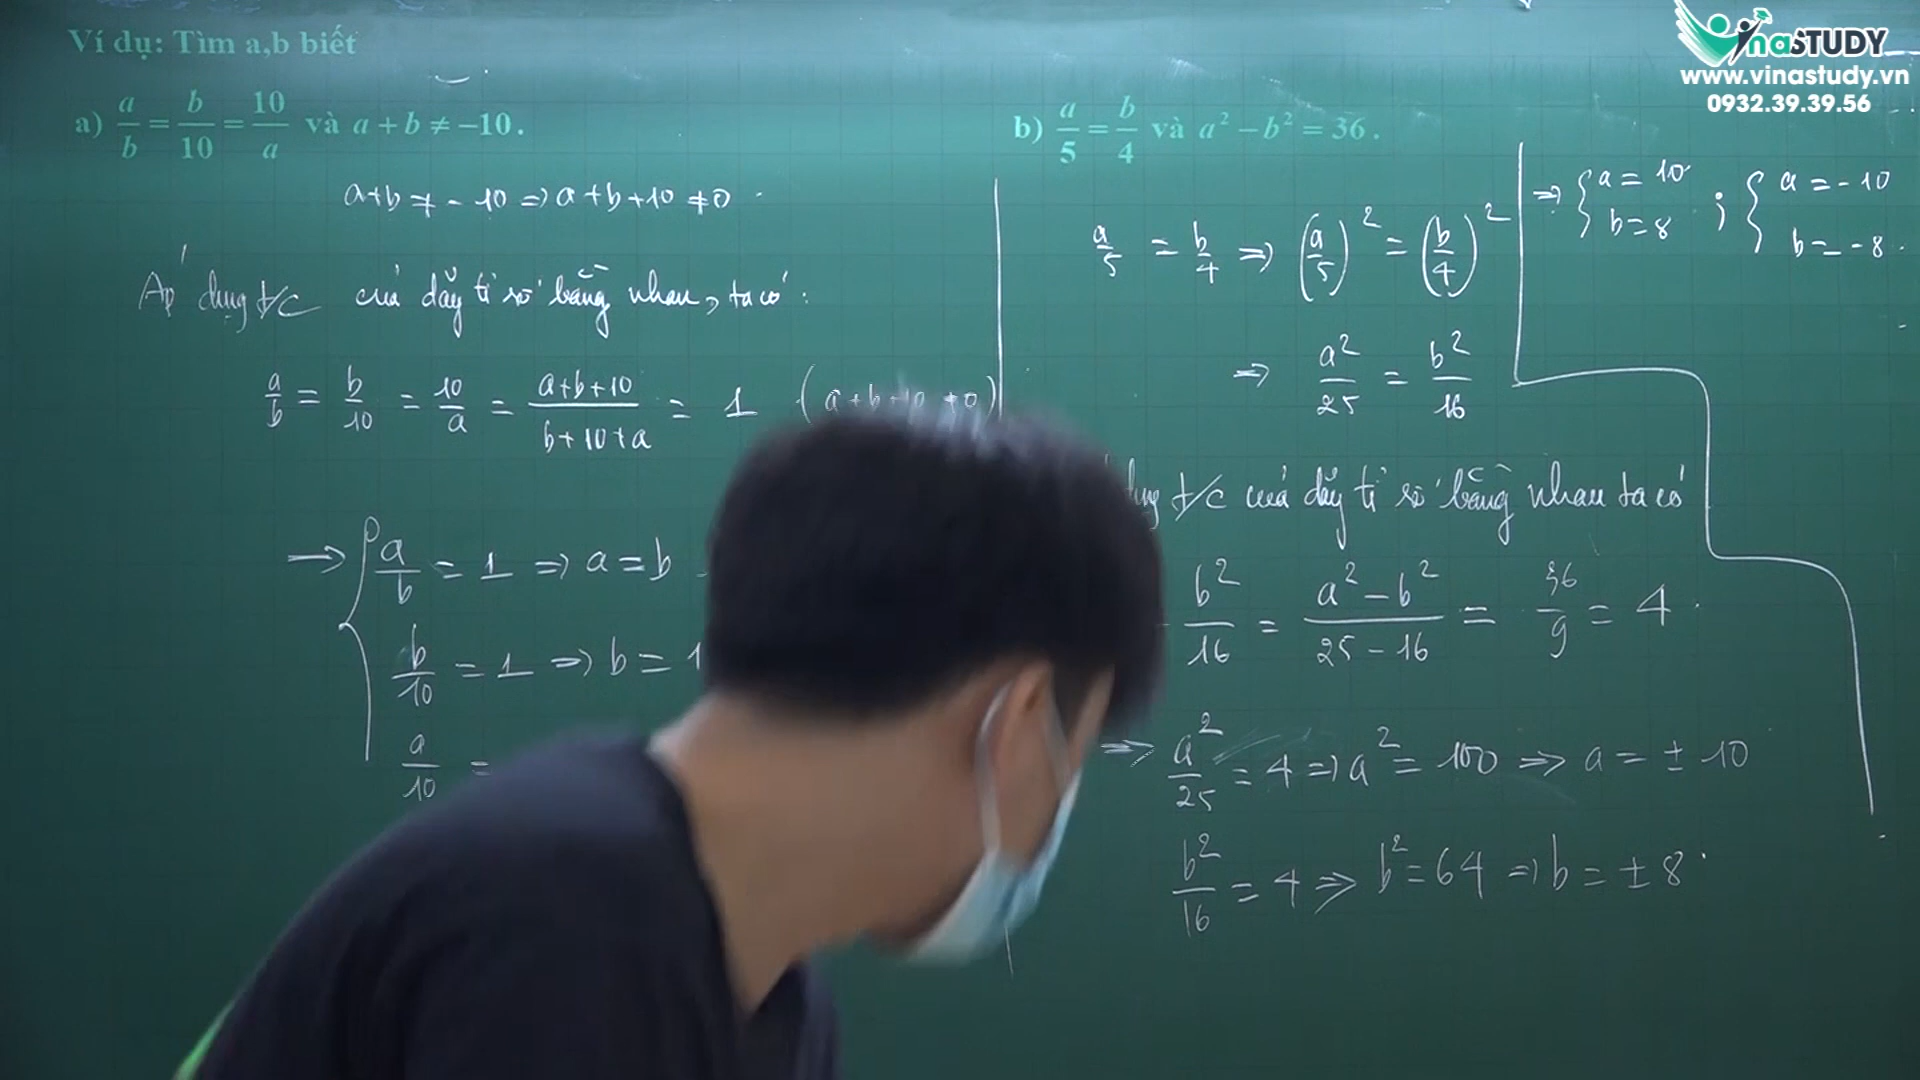 Ví dụ: Tìm a,b biết
a) a/b = b/10 = 10/a và a + b ≠ −10.
a+b ≠ - 10 => a+b+10 ≠ 0
Áp dụng t/c của dãy tỉ số bằng nhau, ta có:
a/b = b/10 = 10/a = (a+b+10)/(b+10+a) = 1 (a+b+10 ≠ 0)
=> { a/b = 1 => a = b
b/10 = 1 => b = 1
a/10 =
b) a/5 = b/4 và a² − b² = 36.
a/5 = b/4 => (a/5)² = (b/4)²
=> a²/25 = b²/16
t/c của dãy tỉ số bằng nhau ta có
b²/16 = (a² - b²)/(25 - 16) = 36/9 = 4
=> a²/25 = 4 => a² = 100 => a = ± 10
b²/16 = 4 => b² = 64 => b = ± 8
=> { a = 10 ; { a = - 10
b = 8 b = - 8
VinaSTUDY
www.vinastudy.vn
0932.39.39.56